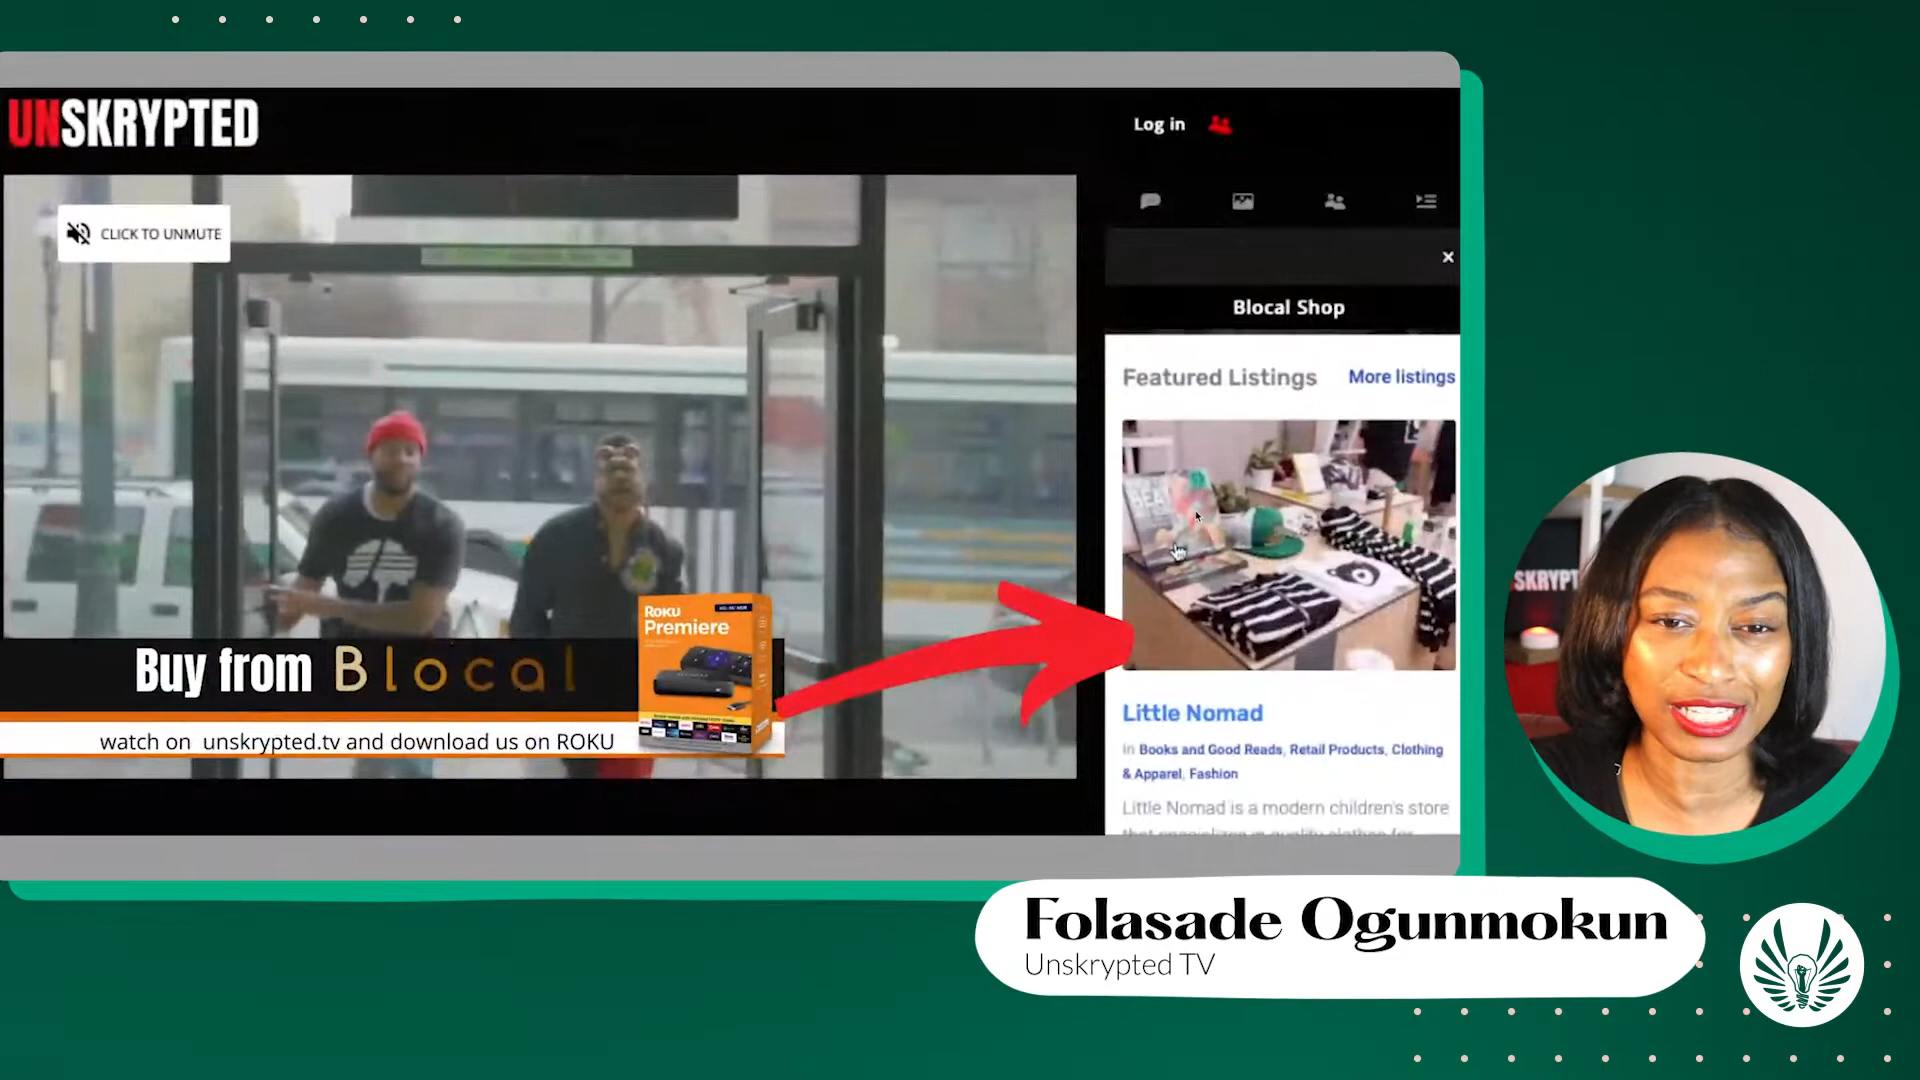 UNSKRYPTED
Log in
CLICK TO UNMUTE
Blocal Shop
Featured Listings
More listings
Little Nomad
in Books and Good Reads, Retail Products, Clothing
& Apparel, Fashion
Little Nomad is a modern children's store
Roku
Premiere
Buy from Blocal
watch on unskrypted.tv and download us on ROKU
SKRYPT
Folasade Ogunmokun
Unskrypted TV